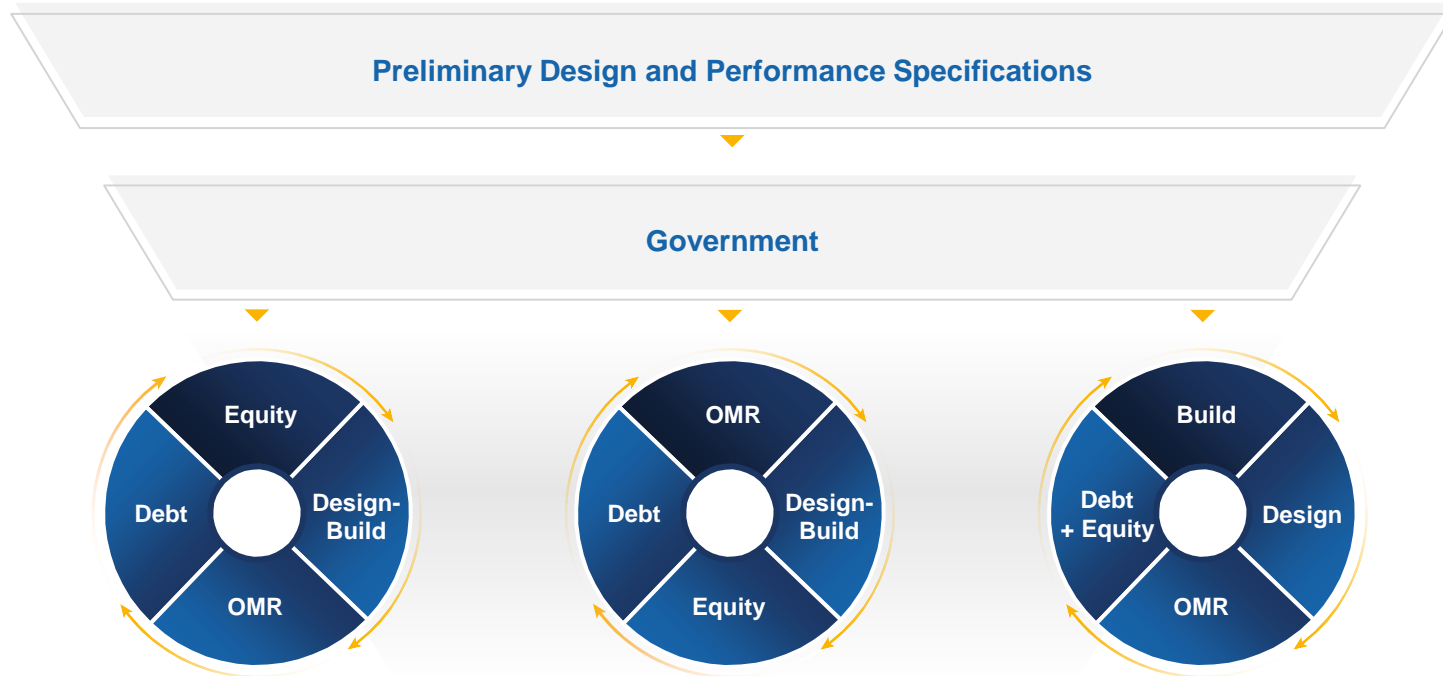 Preliminary Design and Performance Specifications
Government
Equity
Debt
Design-
Build
OMR
OMR
Debt
Design-
Build
Equity
Build
Debt
+ Equity
Design
OMR